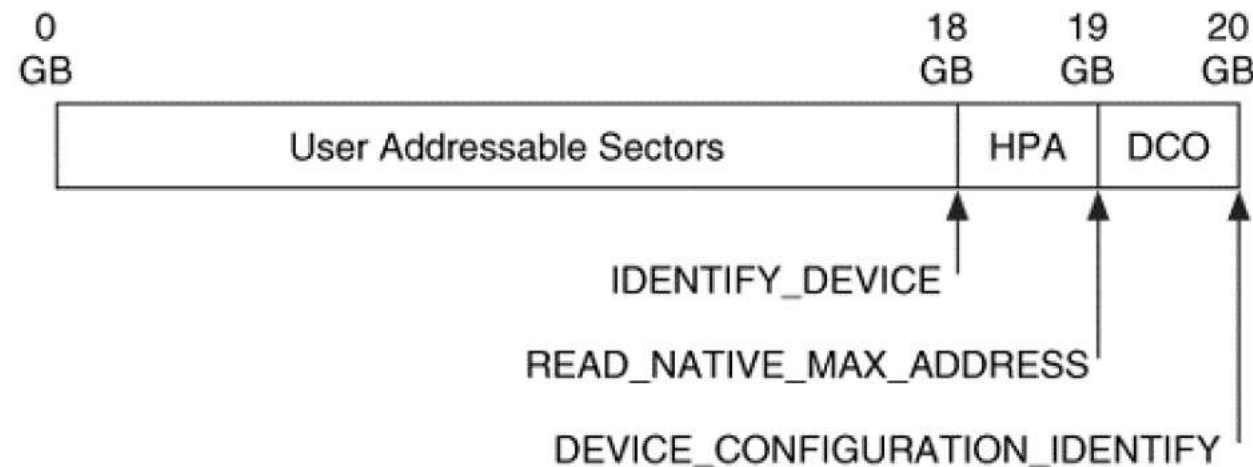 0 18 19 20
GB GB GB GB
User Addressable Sectors HPA DCO
IDENTIFY_DEVICE
READ_NATIVE_MAX_ADDRESS
DEVICE_CONFIGURATION_IDENTIFY